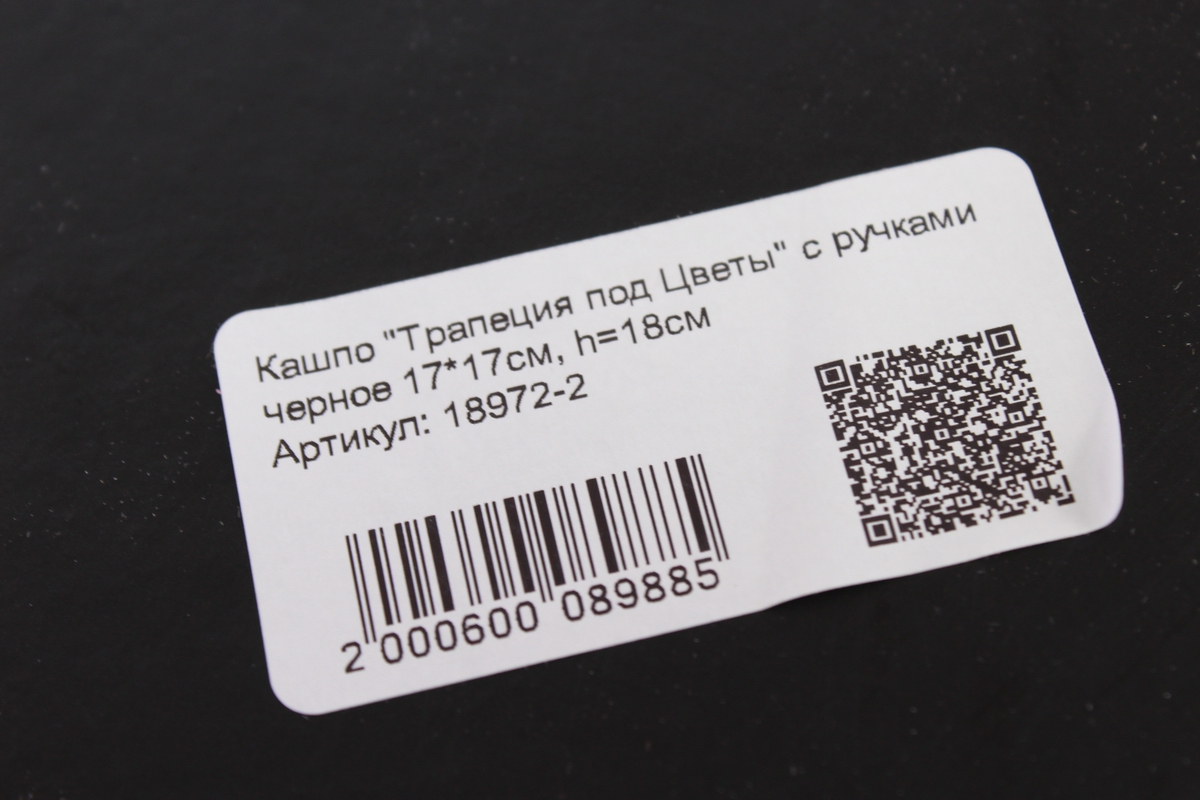 Кашпо "Трапеция под Цветы" с ручками
черное 17*17см, h=18см
Артикул: 18972-2
2 000600 089885